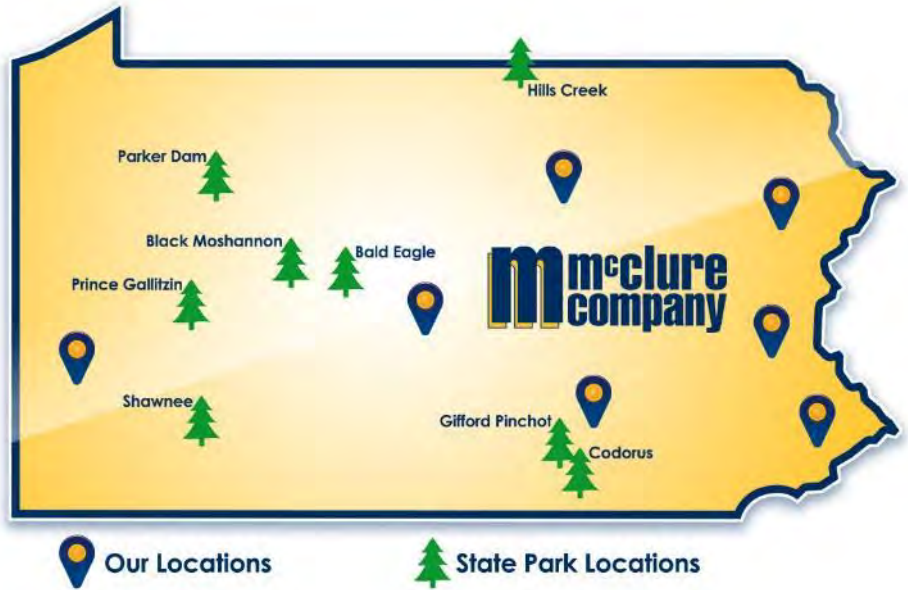 Hills Creek
Parker Dam
Black Moshannon
Bald Eagle
Prince Gallitzin
mcclure
company
Shawnee
Gifford Pinchot
Codorus
Our Locations
State Park Locations